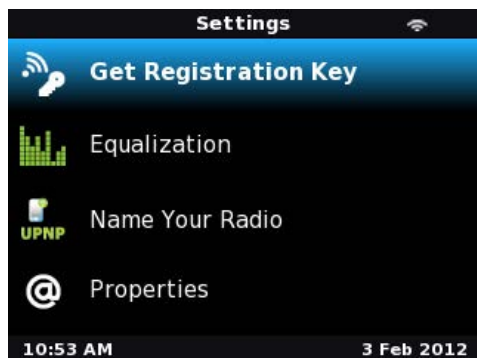 Settings
Get Registration Key
Equalization
UPNP
Name Your Radio
@ Properties
10:53 AM 3 Feb 2012